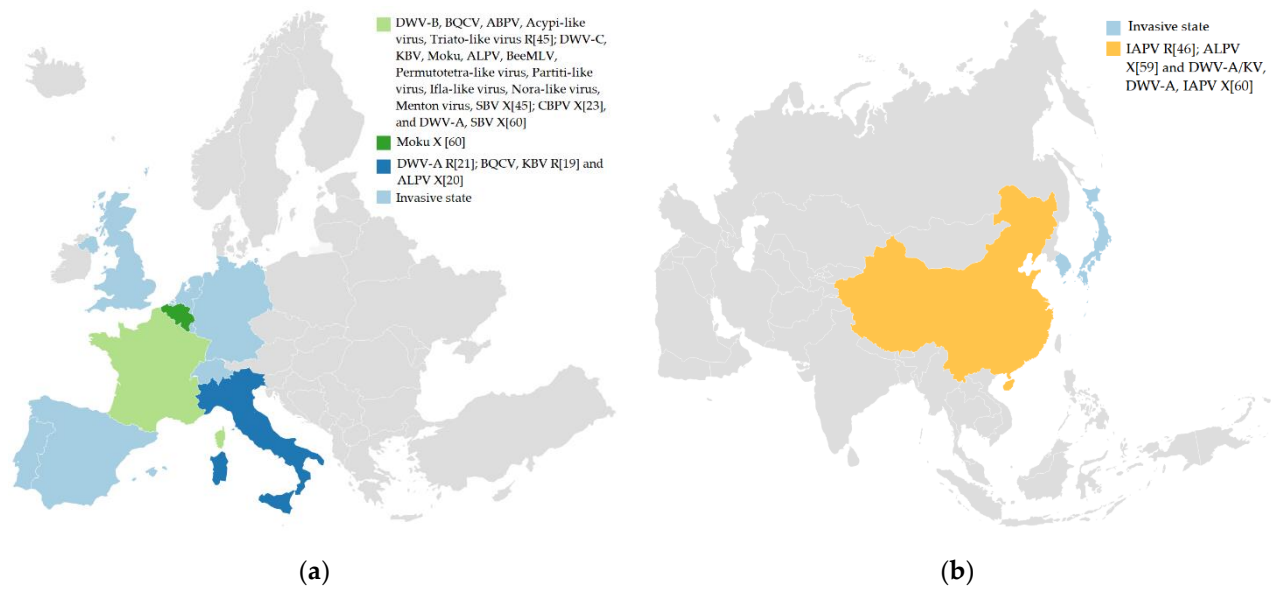 DWV-B, BQCV, ABPV, Acypi-like
virus, Triato-like virus R[45]; DWV-C,
KBV, Moku, ALPV, BeeMLV,
Permutotetra-like virus, Partiti-like
virus, Ifla-like virus, Nora-like virus,
Menton virus, SBV X[45]; CBPV X[23],
and DWV-A, SBV X[60]
Moku X [60]
DWV-A R[21]; BQCV, KBV R[19] and
ALPV X[20]
Invasive state
(a)
Invasive state
IAPV R[46]; ALPV
X[59] and DWV-A/KV,
DWV-A, IAPV X[60]
(b)